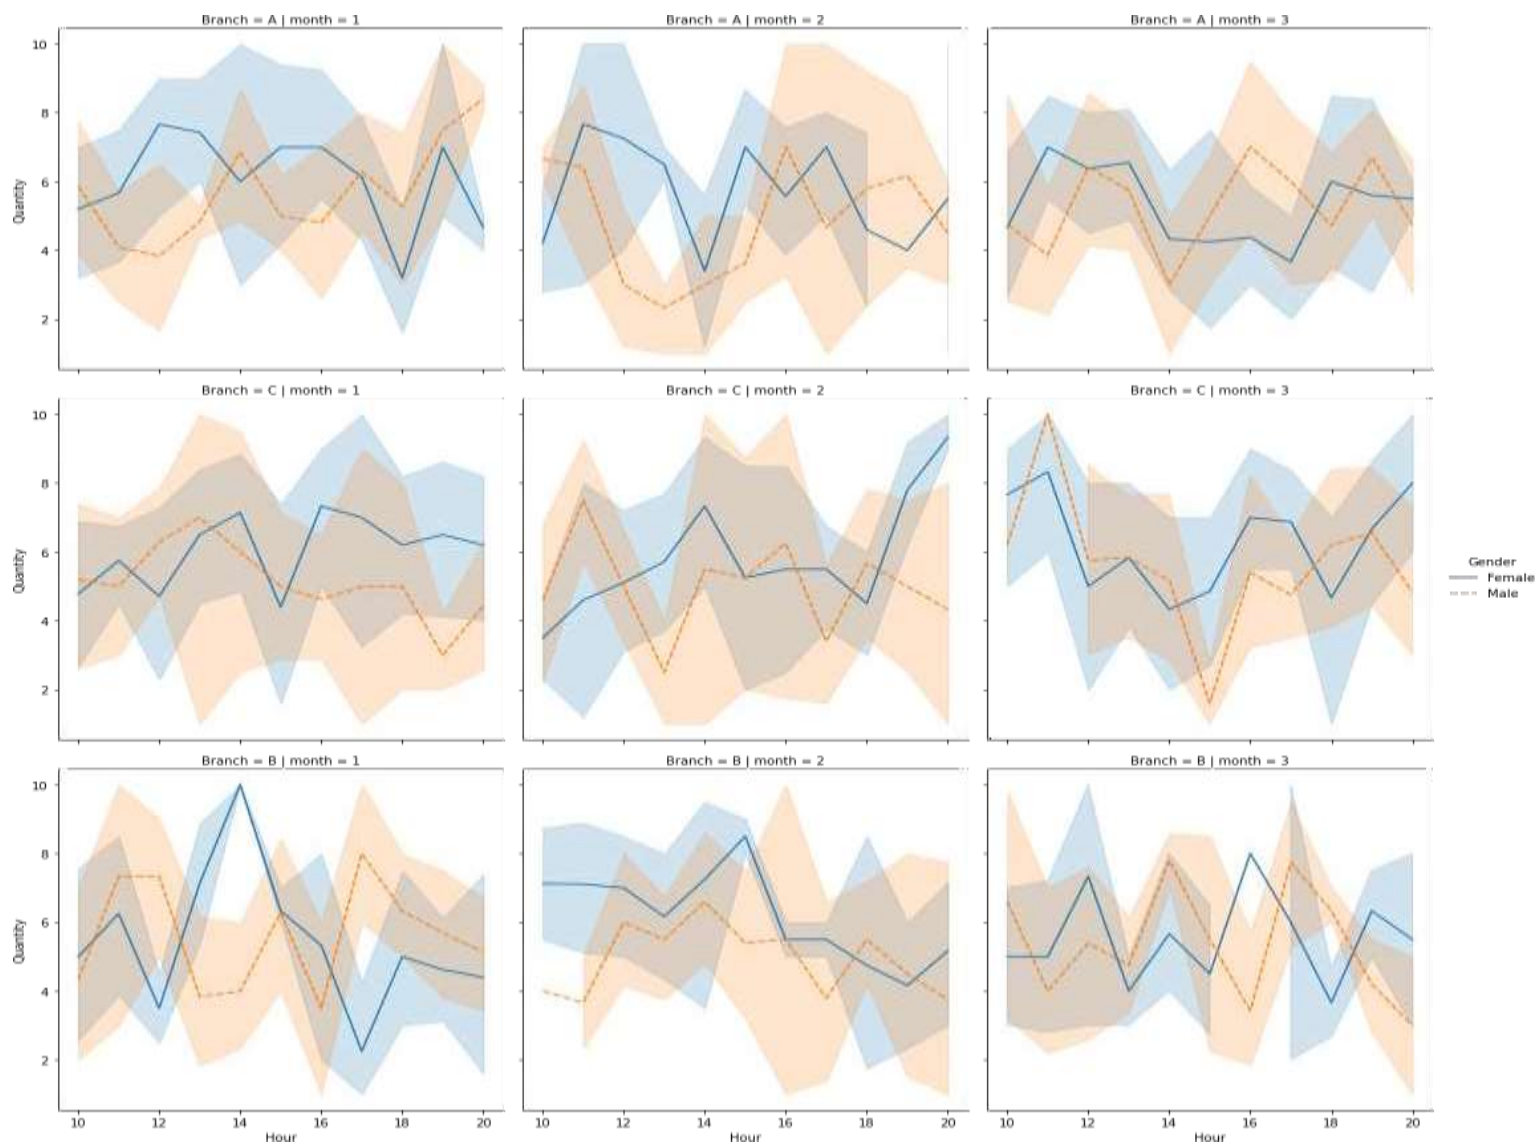 Branch = A | month = 1
Branch = A | month = 2
Branch = A | month = 3
10
8
6
4
2
Quantity
Branch = C | month = 1
Branch = C | month = 2
Branch = C | month = 3
10
8
6
4
2
Quantity
Gender
Female
Male
Branch = B | month = 1
Branch = B | month = 2
Branch = B | month = 3
10
8
6
4
2
Quantity
10 12 14 16 18 20
Hour
10 12 14 16 18 20
Hour
10 12 14 16 18 20
Hour